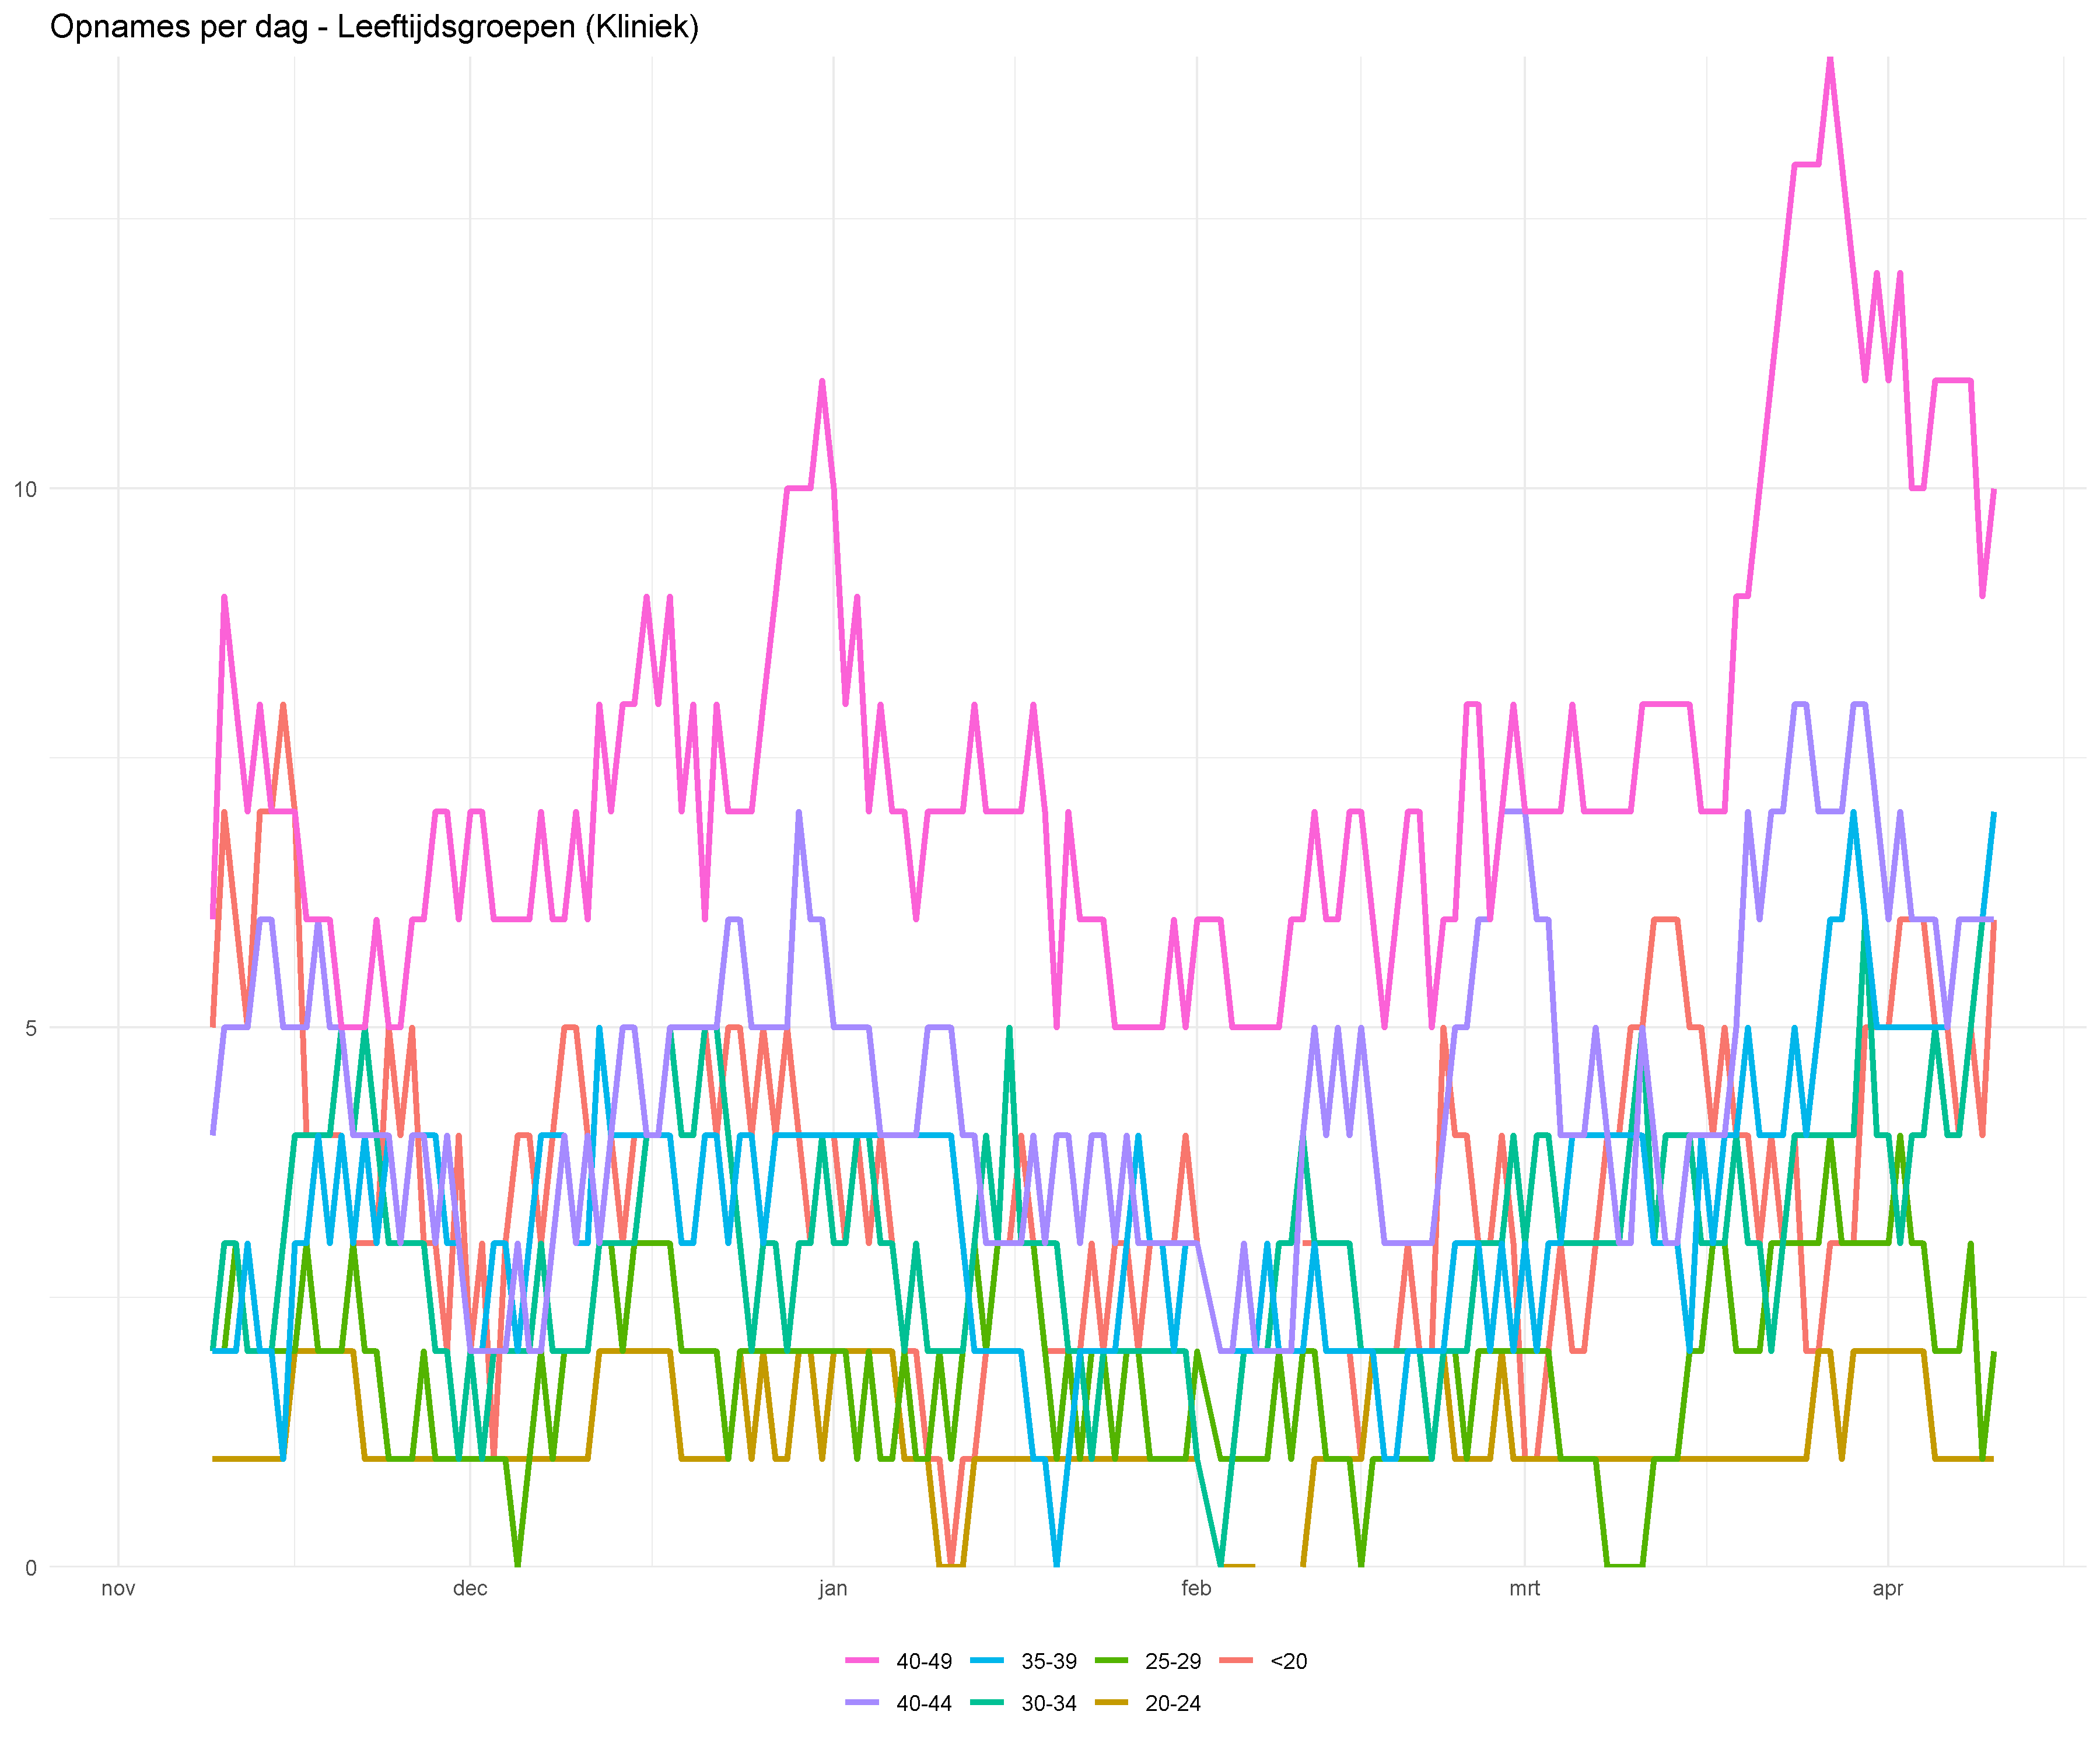 Opnames per dag - Leeftijdsgroepen (Kliniek)
10
5
0
nov dec jan feb mrt apr
40-49 35-39 25-29 <20
40-44 30-34 20-24